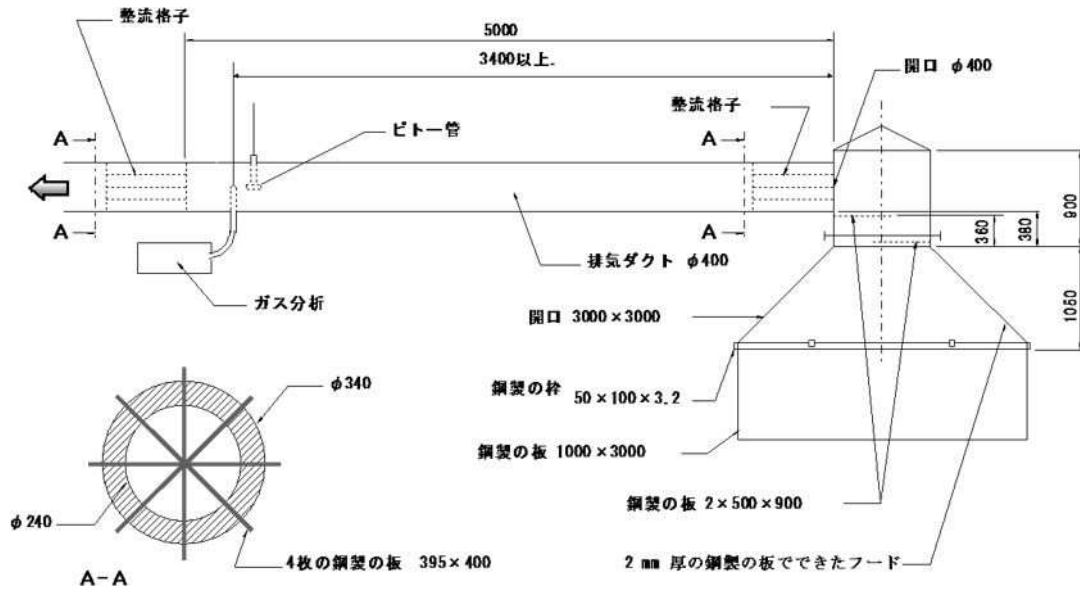 整流格子
5000
3400以上.
開口 φ400
整流格子
ピトー管
A
A
A
A
900
360
380
排気ダクト φ400
ガス分析
開口 3000×3000
1050
鋼製の枠 50×100×3.2
φ340
鋼製の板 1000×3000
鋼製の板 2×500×900
φ240
4枚の鋼製の板 395×400
2 mm 厚の鋼製の板でできたフード
A-A